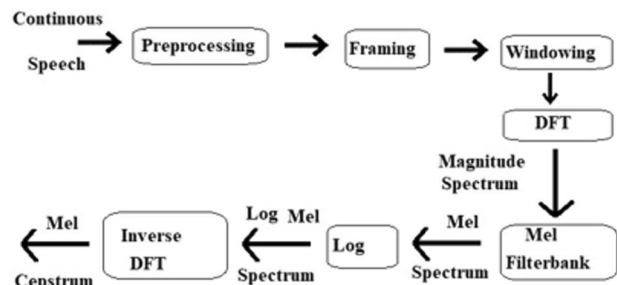 Continuous
Speech
Preprocessing
Framing
Windowing
DFT
Magnitude
Spectrum
Mel
Filterbank
Mel
Spectrum
Log
Log Mel
Spectrum
Inverse
DFT
Mel
Cepstrum